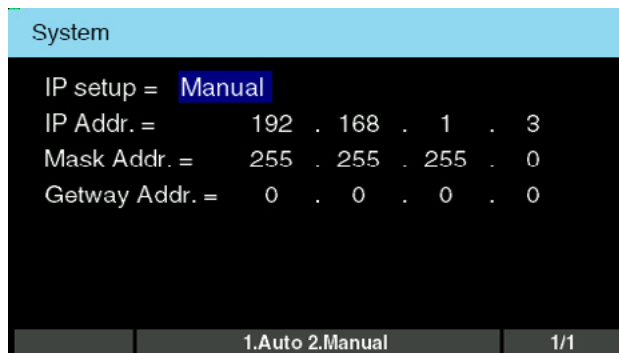 System
IP setup = Manual
IP Addr. = 192 . 168 . 1 . 3
Mask Addr. = 255 . 255 . 255 . 0
Getway Addr. = 0 . 0 . 0 . 0
1.Auto 2.Manual 1/1